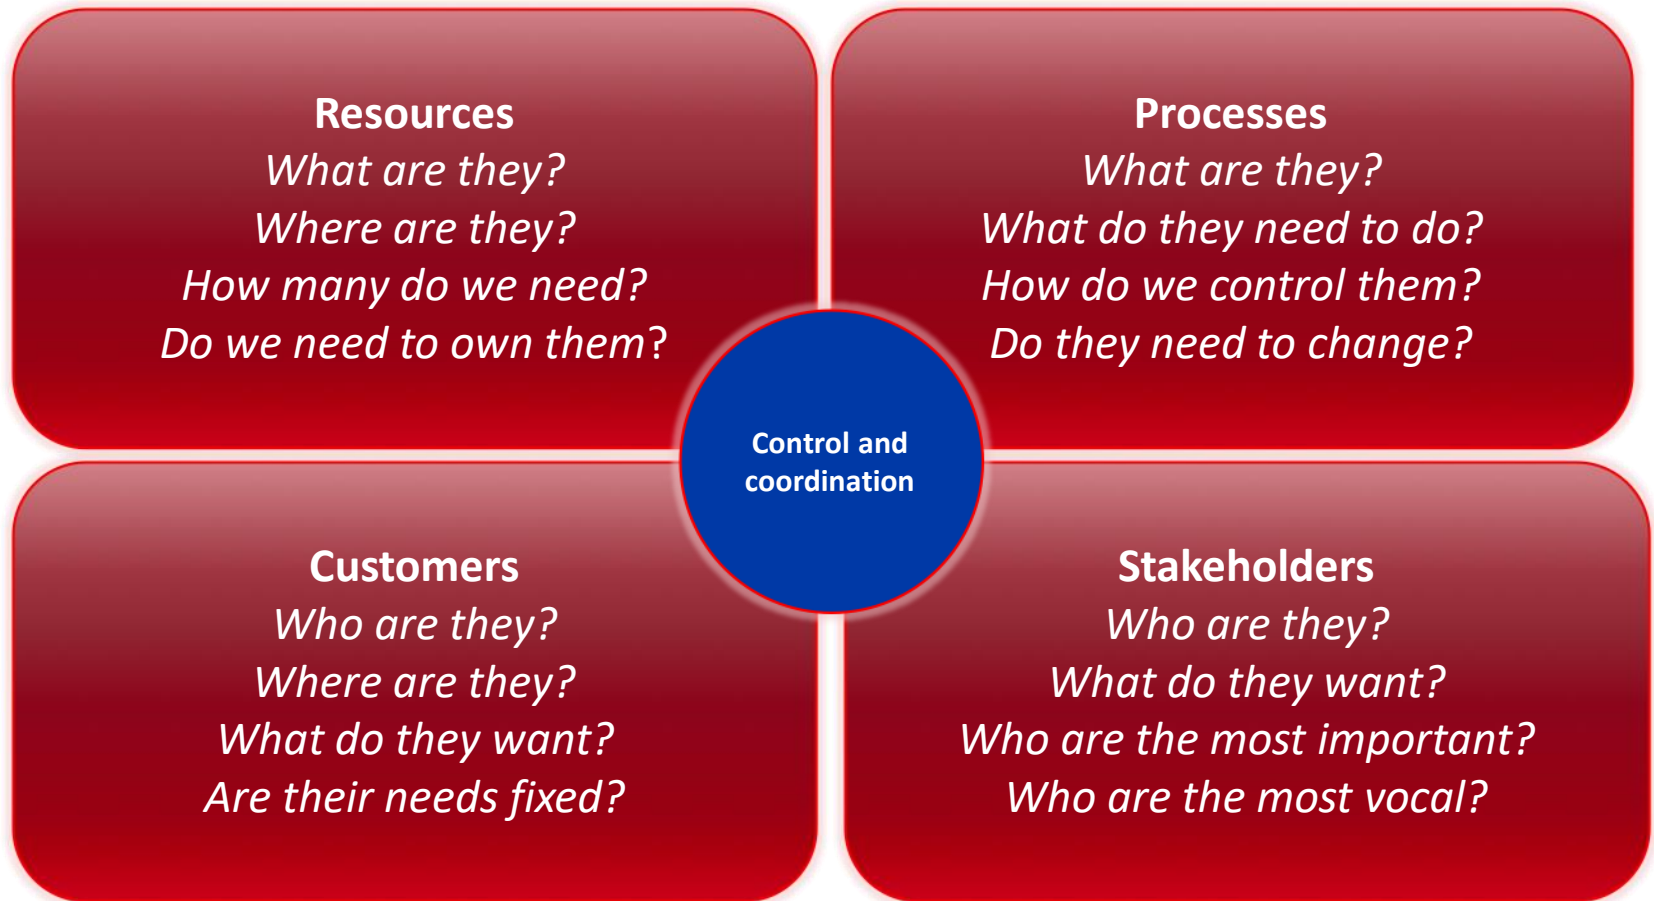 Resources
What are they?
Where are they?
How many do we need?
Do we need to own them?
Processes
What are they?
What do they need to do?
How do we control them?
Do they need to change?
Control and
coordination
Customers
Who are they?
Where are they?
What do they want?
Are their needs fixed?
Stakeholders
Who are they?
What do they want?
Who are the most important?
Who are the most vocal?